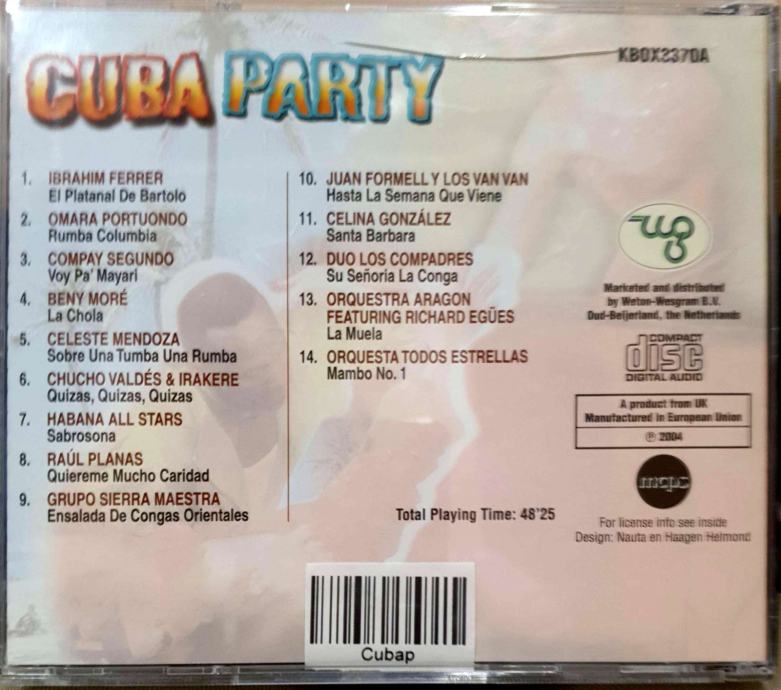 CUBA PARTY
KBOX3370A
1. IBRAHIM FERRER
El Platanal De Bartolo
2. OMARA PORTUONDO
Rumba Columbia
3. COMPAY SEGUNDO
Voy Pa' Mayari
4. BENY MORÉ
La Chola
5. CELESTE MENDOZA
Sobre Una Tumba Una Rumba
6. CHUCHO VALDÉS & IRAKERE
Quizas, Quizas, Quizas
7. HABANA ALL STARS
Sabrosona
8. RAÚL PLANAS
Quiereme Mucho Caridad
9. GRUPO SIERRA MAESTRA
Ensalada De Congas Orientales
10. JUAN FORMELL Y LOS VAN VAN
Hasta La Semana Que Viene
11. CELINA GONZÁLEZ
Santa Barbara
12. DUO LOS COMPADRES
Su Señoria La Conga
13. ORQUESTRA ARAGON
FEATURING RICHARD EGÜES
La Muela
14. ORQUESTA TODOS ESTRELLAS
Mambo No. 1
Total Playing Time: 48'25
Marketed and distributed
by Weton-Wesgram B.V.
Oud-Beijerland, the Netherlands
COMPACT
disc
DIGITAL AUDIO
A product from UK
Manufactured in European Union
℗ 2004
mcps
For license info see inside
Design: Nauta en Haagen Helmond
Cubap